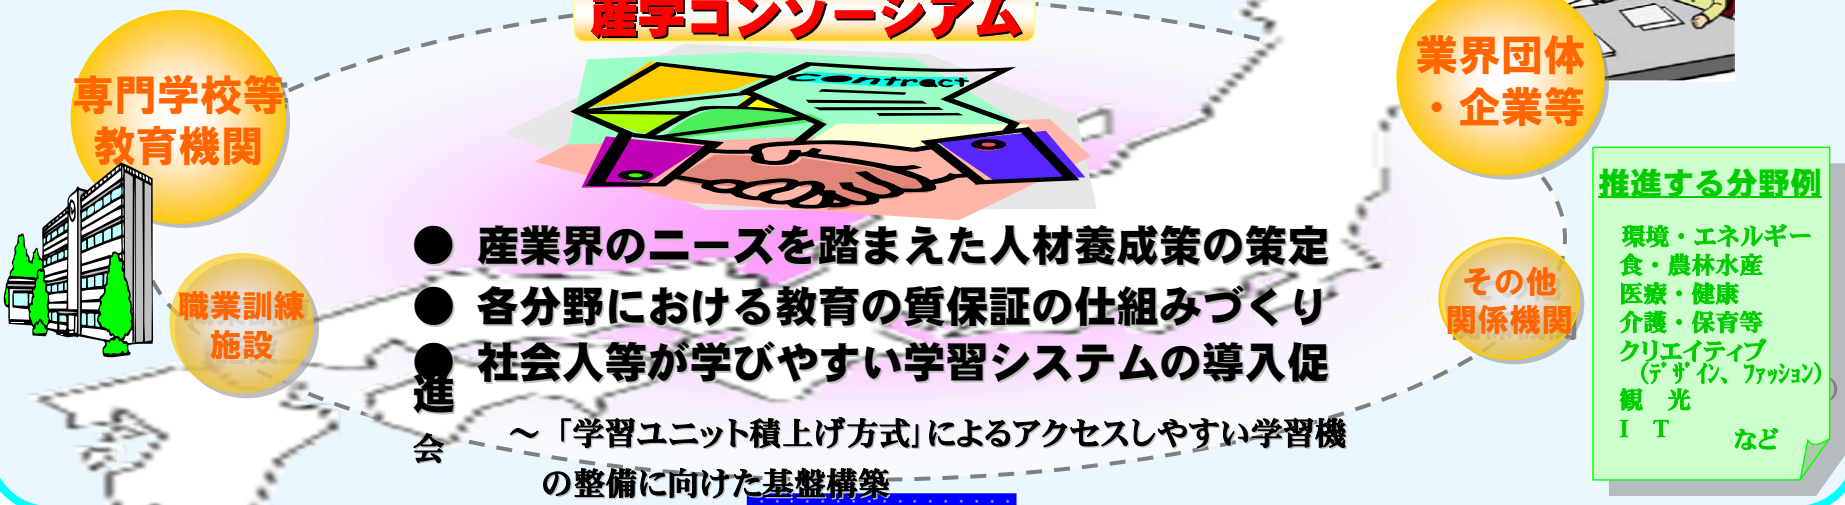 産学コンソーシアム
contract
専門学校等
教育機関
職業訓練
施設
業界団体
・企業等
その他
関係機関
● 産業界のニーズを踏まえた人材養成策の策定
● 各分野における教育の質保証の仕組みづくり
● 社会人等が学びやすい学習システムの導入促
進
～「学習ユニット積上げ方式」によるアクセスしやすい学習機
会
の整備に向けた基盤構築
推進する分野例
環境・エネルギー
食・農林水産
医療・健康
介護・保育等
クリエイティブ
（ﾃﾞｻﾞｲﾝ、ﾌｧｯｼｮﾝ）
観　光
Ｉ　Ｔ
など